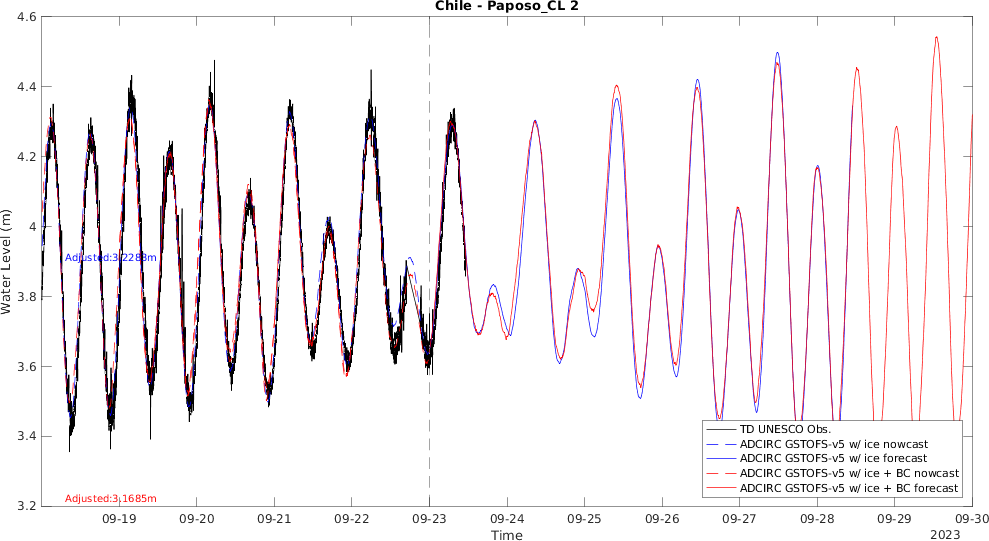 Chile - Paposo_CL 2
4.6
4.4
4.2
4
3.8
3.6
3.4
3.2
Water Level (m)
Adjusted:3.2283m
Adjusted:3.1685m
TD UNESCO Obs.
ADCIRC GSTOFS-v5 w/ ice nowcast
ADCIRC GSTOFS-v5 w/ ice forecast
ADCIRC GSTOFS-v5 w/ ice + BC nowcast
ADCIRC GSTOFS-v5 w/ ice + BC forecast
09-19 09-20 09-21 09-22 09-23 09-24 09-25 09-26 09-27 09-28 09-29 09-30
Time
2023